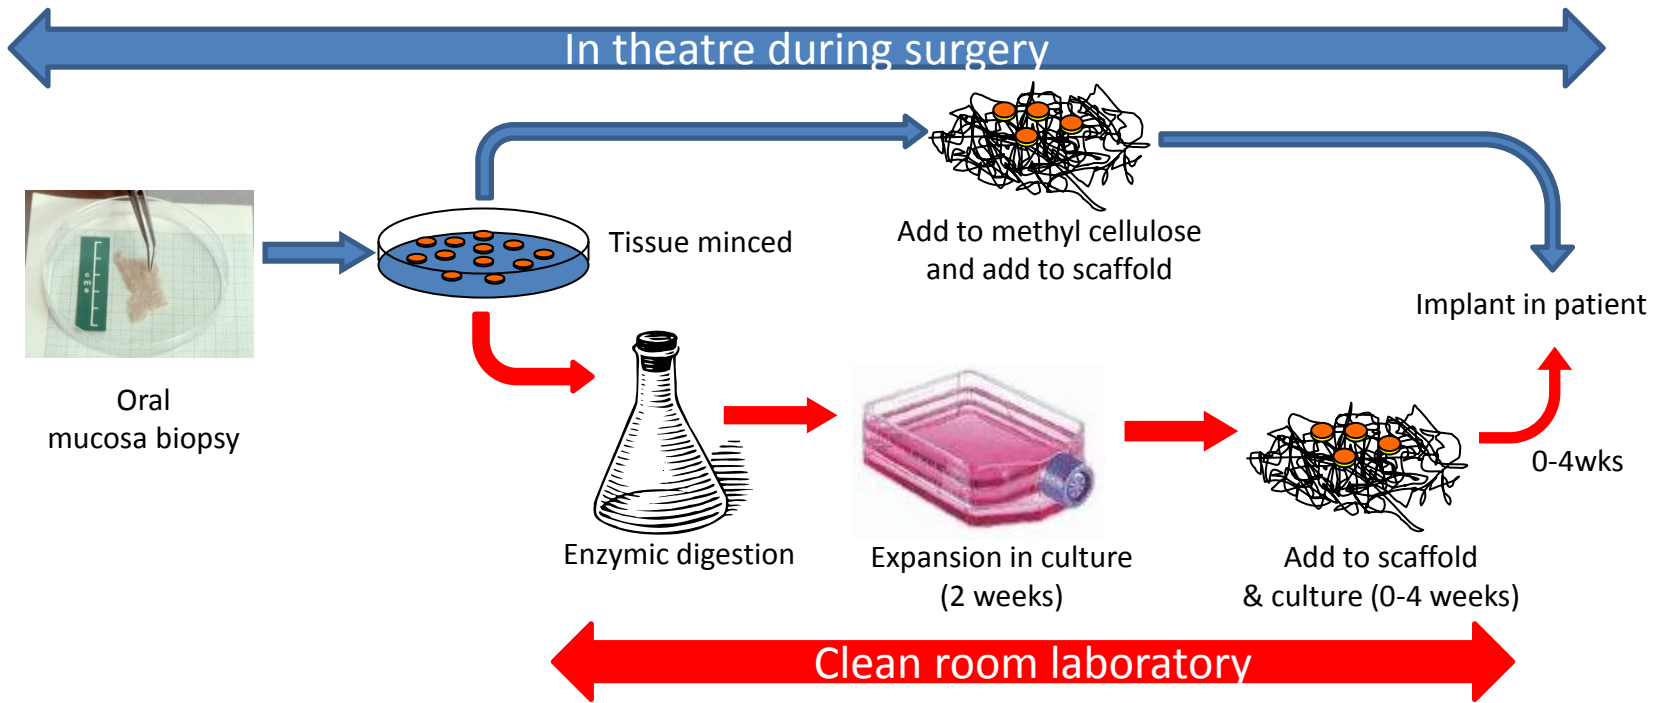 In theatre during surgery
Tissue minced
Add to methyl cellulose
and add to scaffold
Implant in patient
Oral
mucosa biopsy
0-4wks
Enzymic digestion
Expansion in culture
(2 weeks)
Add to scaffold
& culture (0-4 weeks)
Clean room laboratory